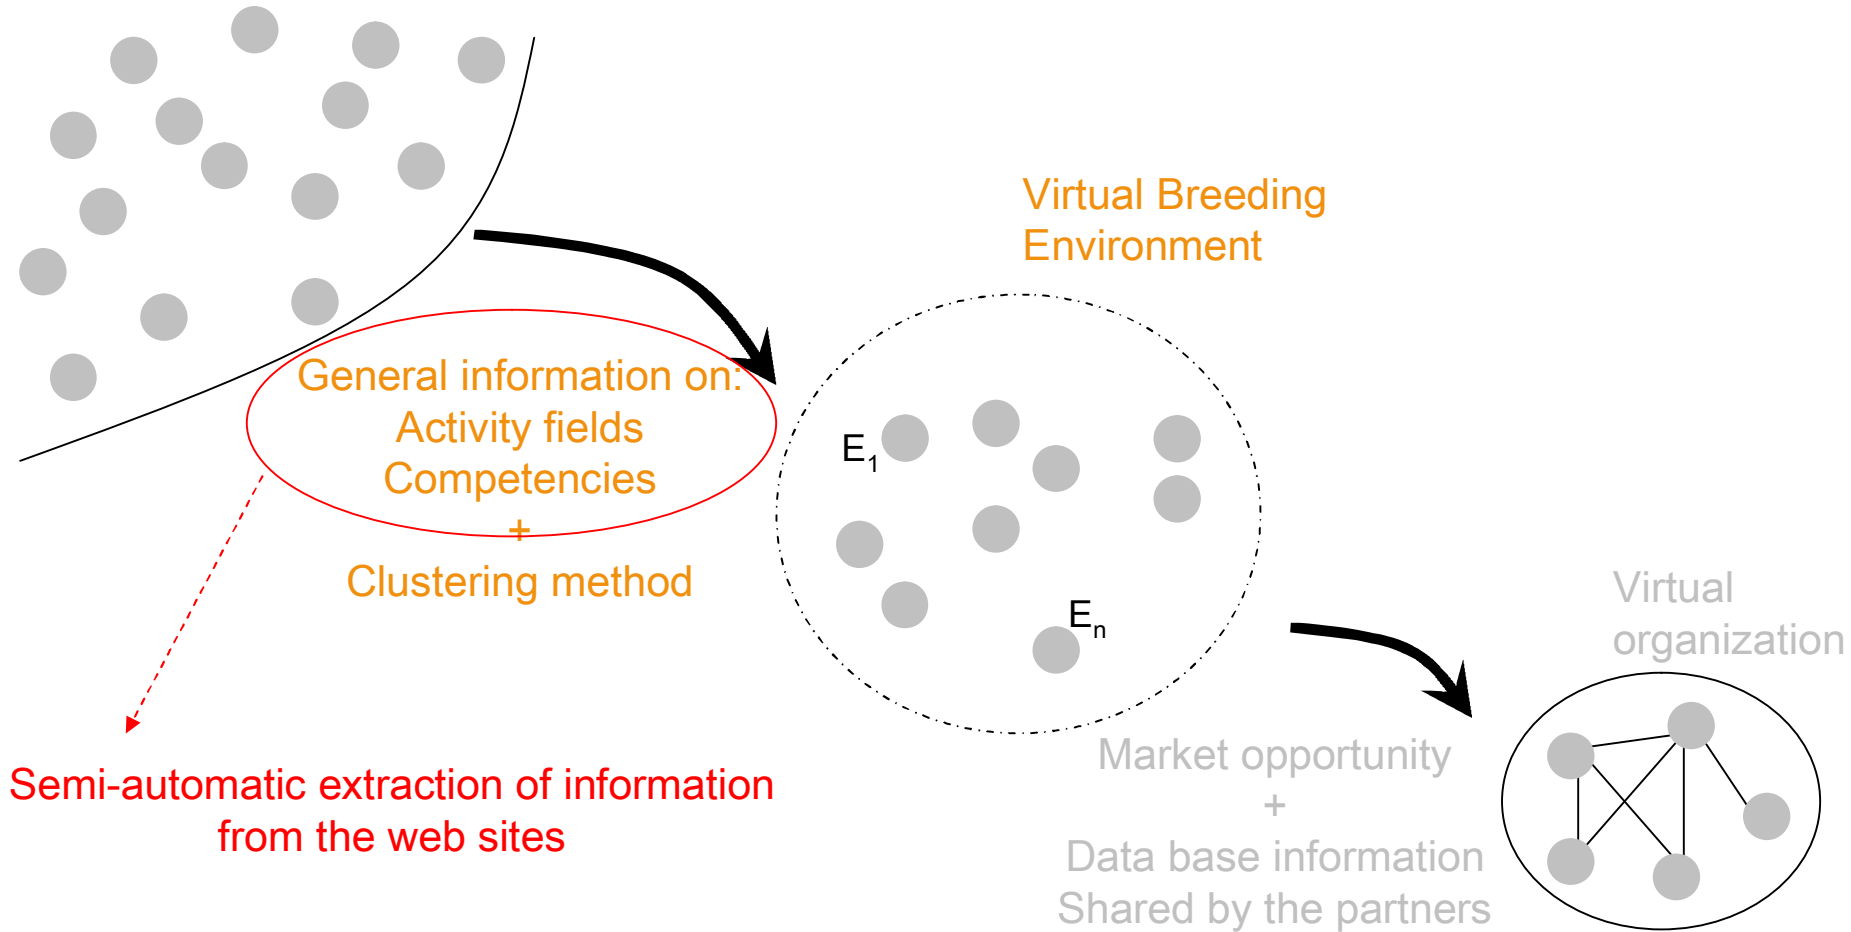 Virtual Breeding
Environment
General information on:
Activity fields
Competencies
+
Clustering method
E1
En
Semi-automatic extraction of information
from the web sites
Virtual
organization
Market opportunity
+
Data base information
Shared by the partners